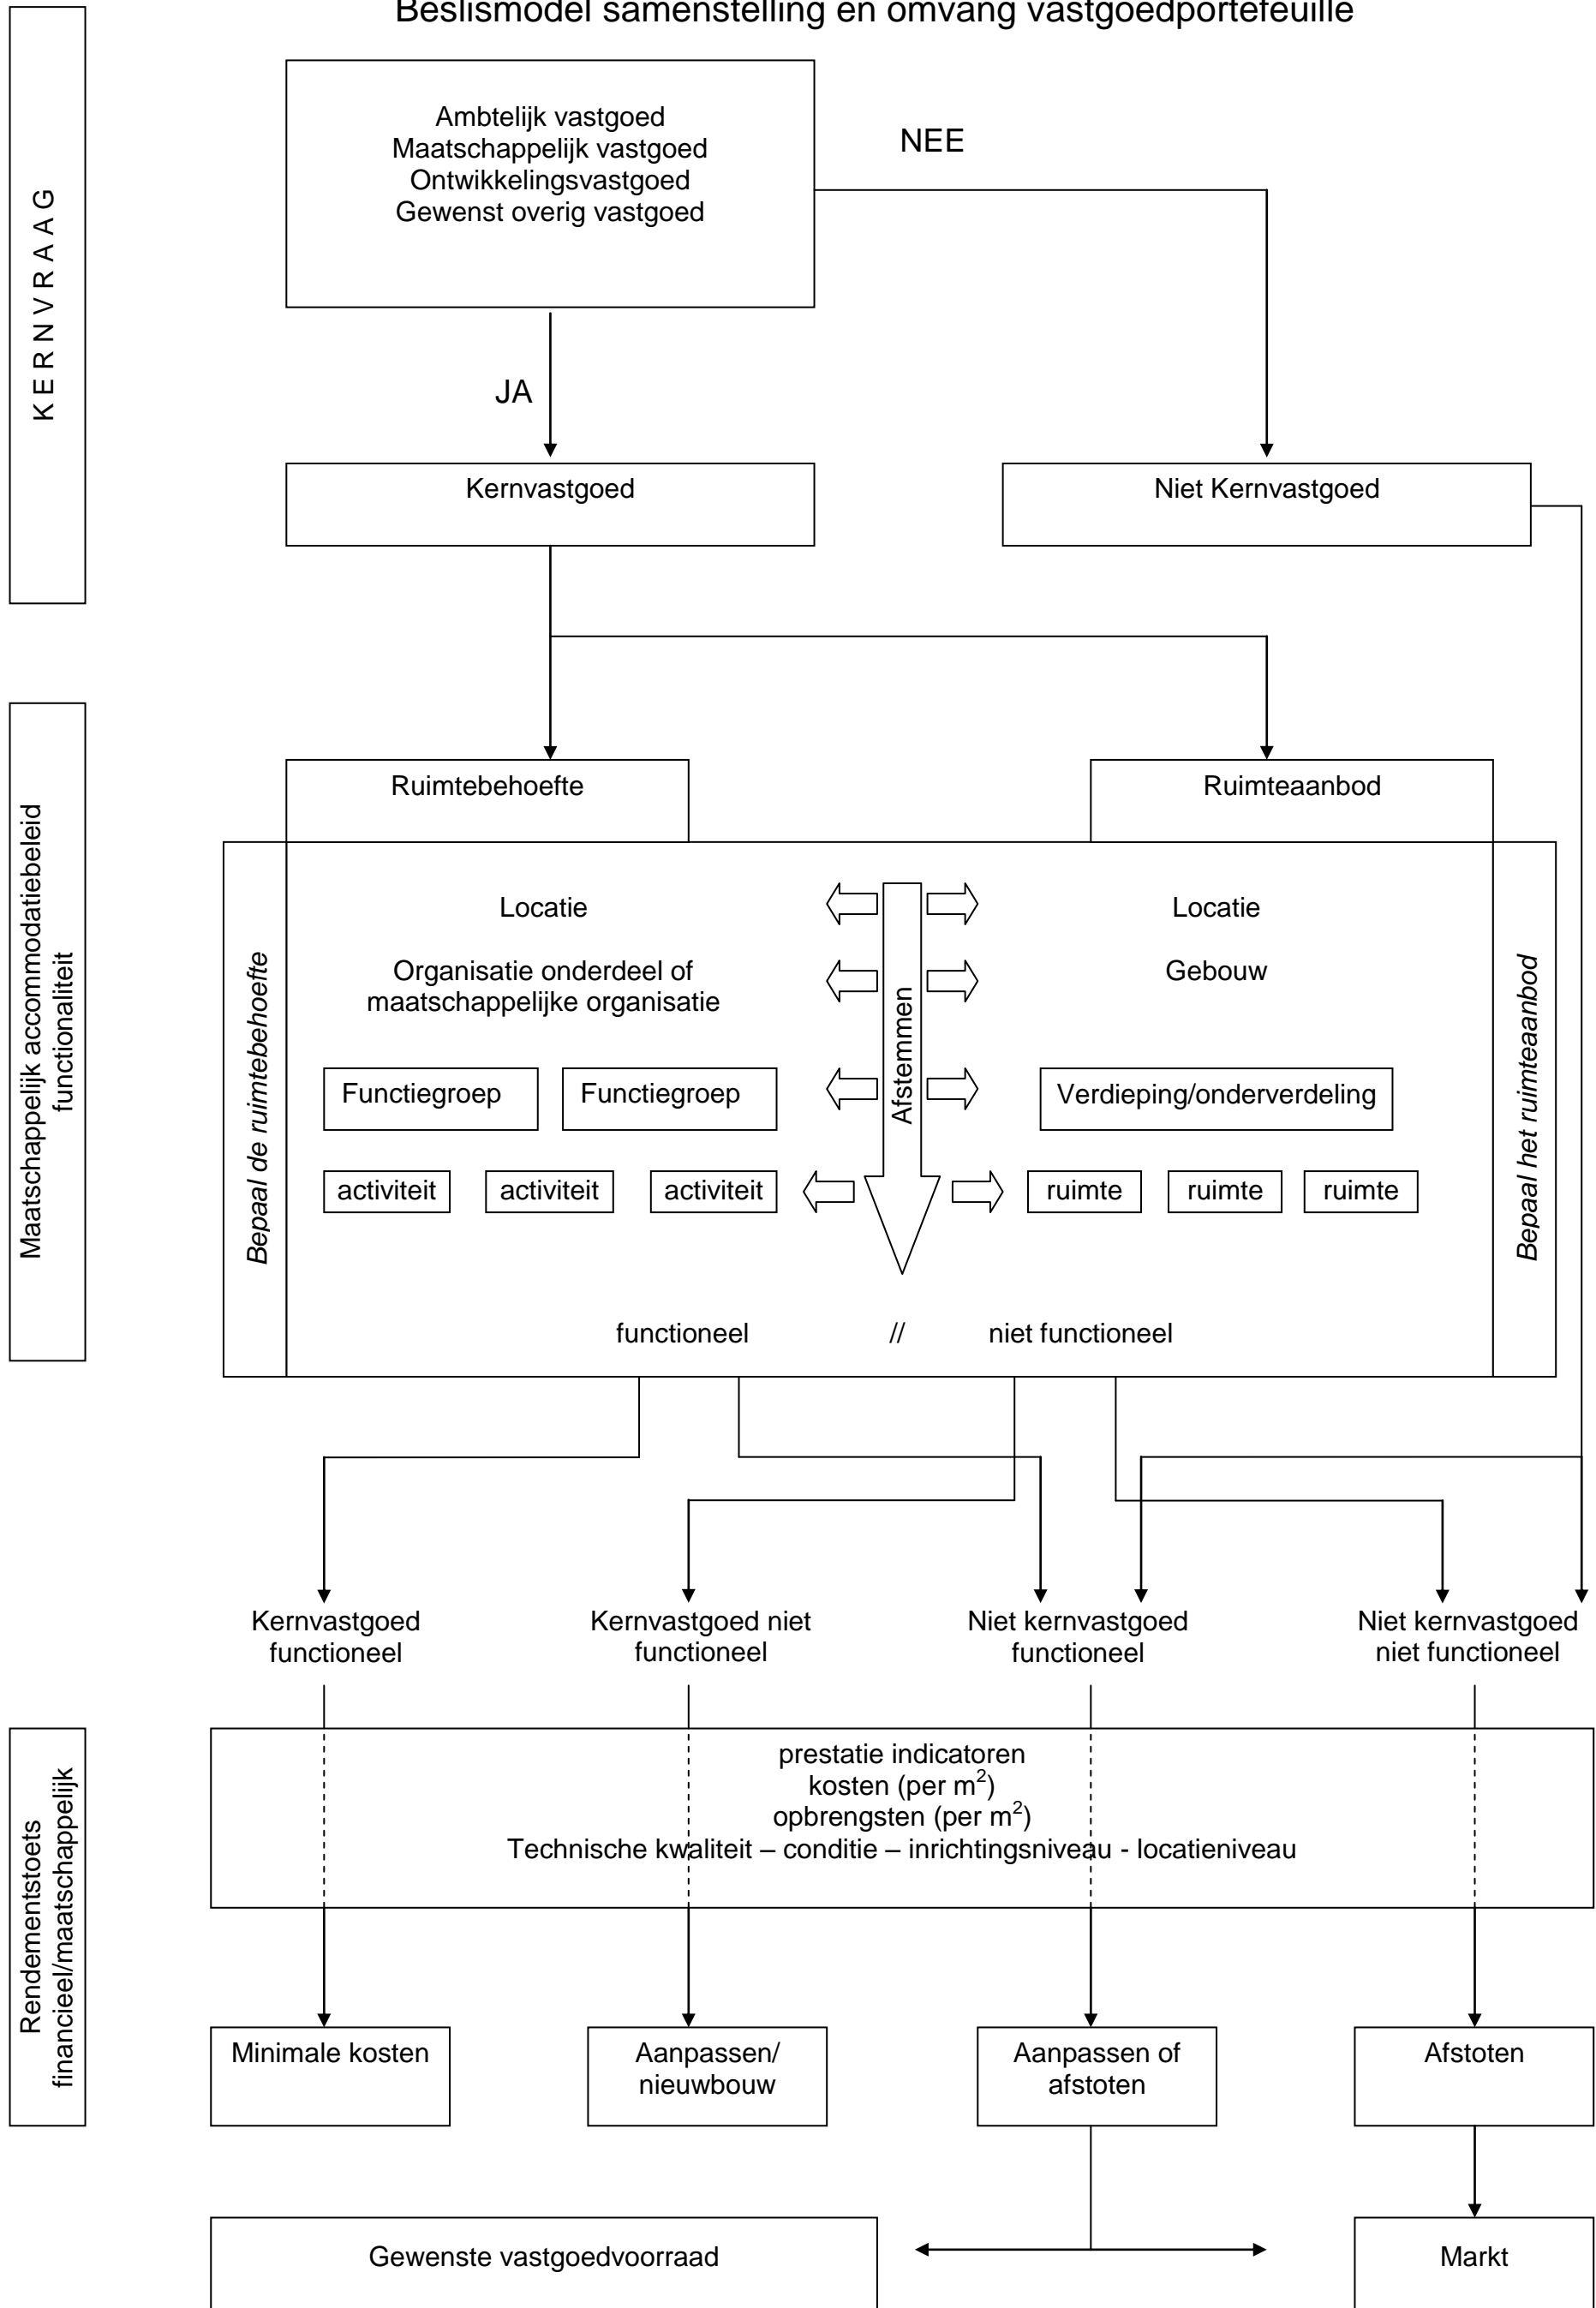 Beslismodel samenstelling en omvang vastgoedportefeuille
KERNVRAAG
Ambtelijk vastgoed
Maatschappelijk vastgoed
Ontwikkelingsvastgoed
Gewenst overig vastgoed
NEE
JA
Kernvastgoed
Niet Kernvastgoed
Maatschappelijk accommodatiebeleid
functionaliteit
Ruimtebehoefte
Ruimteaanbod
Bepaal de ruimtebehoefte
Locatie
Locatie
Organisatie onderdeel of
maatschappelijke organisatie
Gebouw
Afstemmen
Functiegroep
Functiegroep
Verdieping/onderverdeling
activiteit
activiteit
activiteit
ruimte
ruimte
ruimte
Bepaal het ruimteaanbod
functioneel // niet functioneel
Kernvastgoed
functioneel
Kernvastgoed niet
functioneel
Niet kernvastgoed
functioneel
Niet kernvastgoed
niet functioneel
Rendementstoets
financieel/maatschappelijk
prestatie indicatoren
kosten (per m²)
opbrengsten (per m²)
Technische kwaliteit – conditie – inrichtingsniveau - locatieniveau
Minimale kosten
Aanpassen/
nieuwbouw
Aanpassen of
afstoten
Afstoten
Gewenste vastgoedvoorraad
Markt